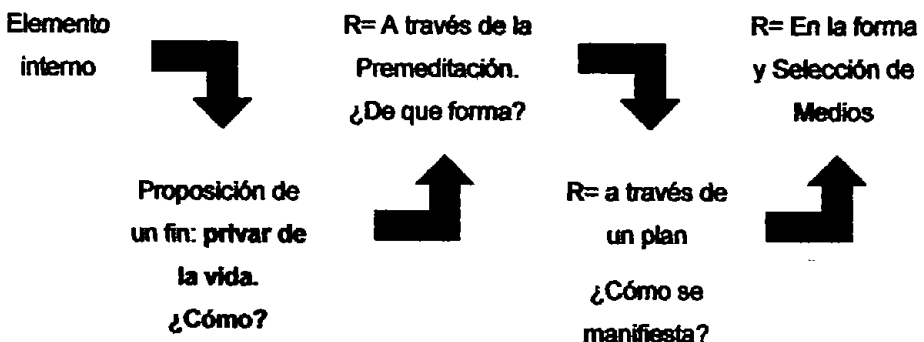 Elemento
interno
Proposición de
un fin: privar de
la vida.
¿Cómo?
R= A través de la
Premeditación.
¿De que forma?
R= a través de
un plan
¿Cómo se
manifiesta?
R= En la forma
y Selección de
Medios